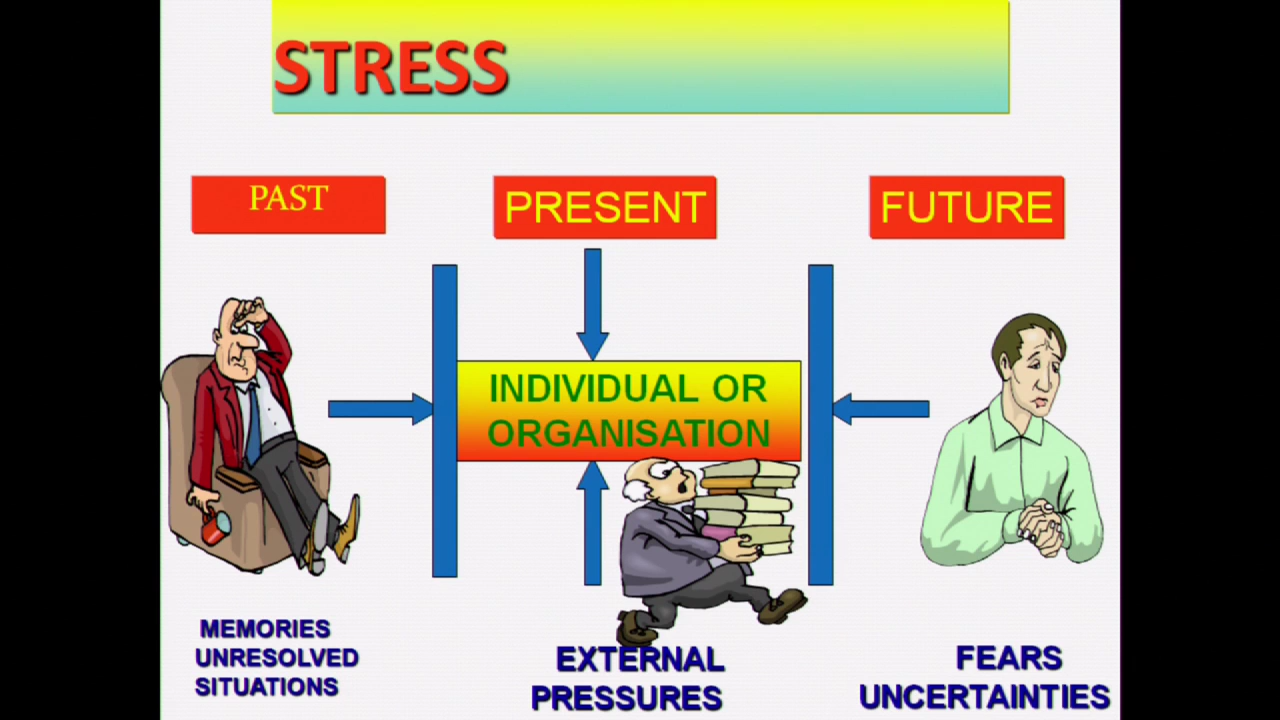 STRESS
PAST
PRESENT
FUTURE
INDIVIDUAL OR
ORGANISATION
MEMORIES
UNRESOLVED
SITUATIONS
EXTERNAL
PRESSURES
FEARS
UNCERTAINTIES